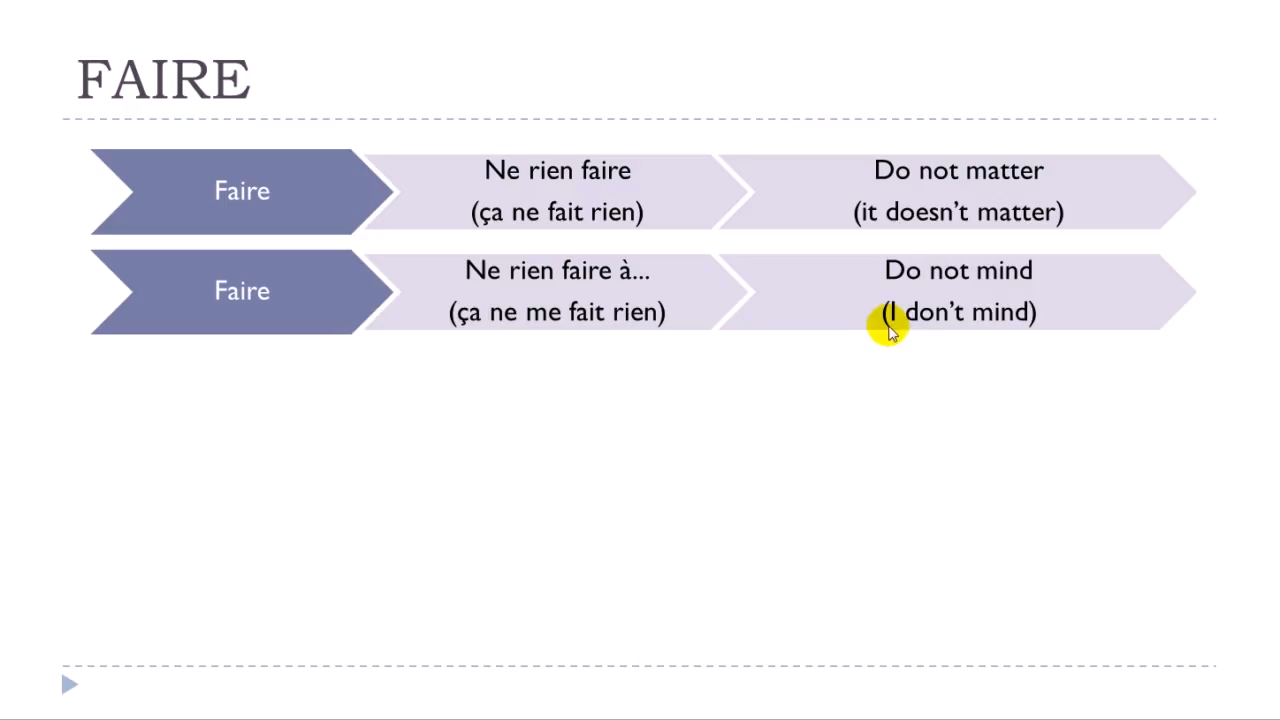 FAIRE
Faire
Ne rien faire
(ça ne fait rien)
Do not matter
(it doesn’t matter)
Faire
Ne rien faire à...
(ça ne me fait rien)
Do not mind
(I don’t mind)